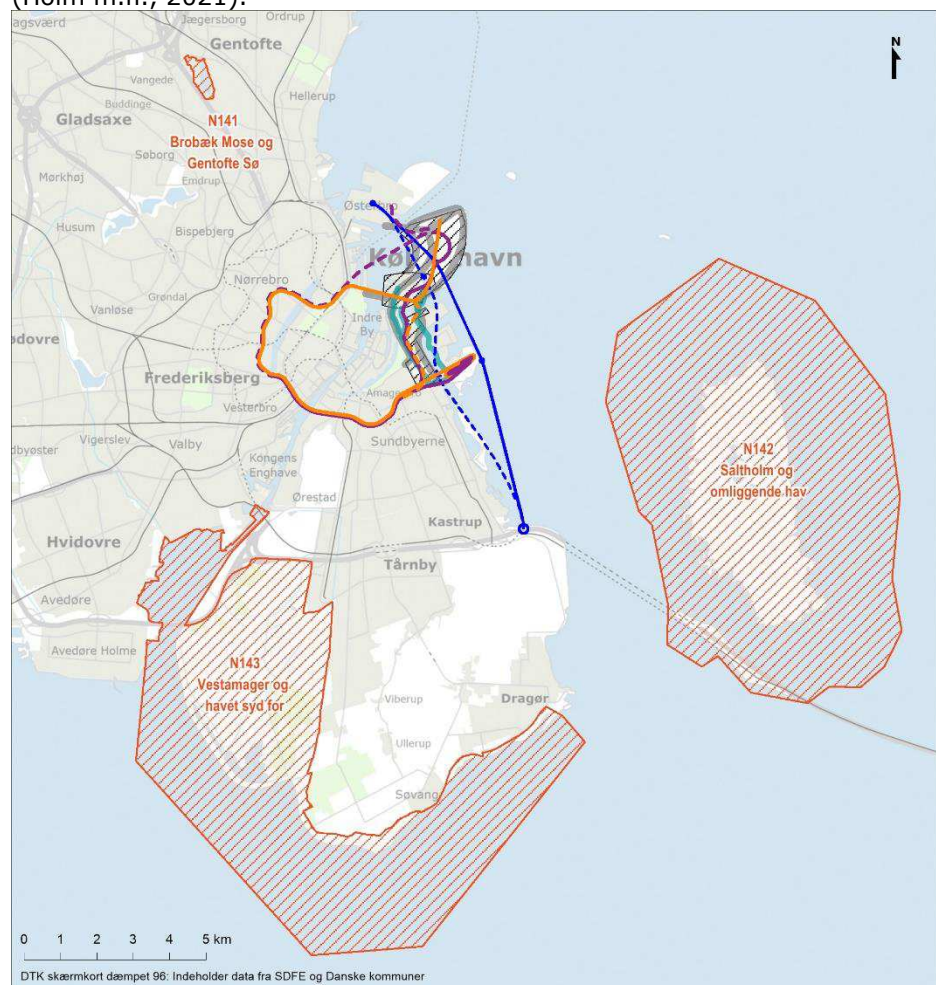 (Holm m.fl., 2021).
Jægersborg
Ordrup
Gentofte
N
Vangede
Buddinge
Hellerup
Gladsaxe
N141
Brobæk Mose og
Gentofte Sø
Søborg
Emdrup
Mørkhøj
Østerbro
Husum
Bispebjerg
Nørrebro
Grøndal
Vanløse
Indre
By
Frederiksberg
Vesterbro
Amagerbro
Vigerslev
Valby
Sundbyerne
Kongens
Enghave
Ørestad
N142
Saltholm og
omliggende hav
Kastrup
Hvidovre
Tårnby
Avedøre
Avedøre Holme
N143
Vestamager og
havet syd for
Viberup
Dragør
Ullerup
Søvang
0 1 2 3 4 5 km
DTK skærmkort dæmpet 96: Indeholder data fra SDFE og Danske kommuner